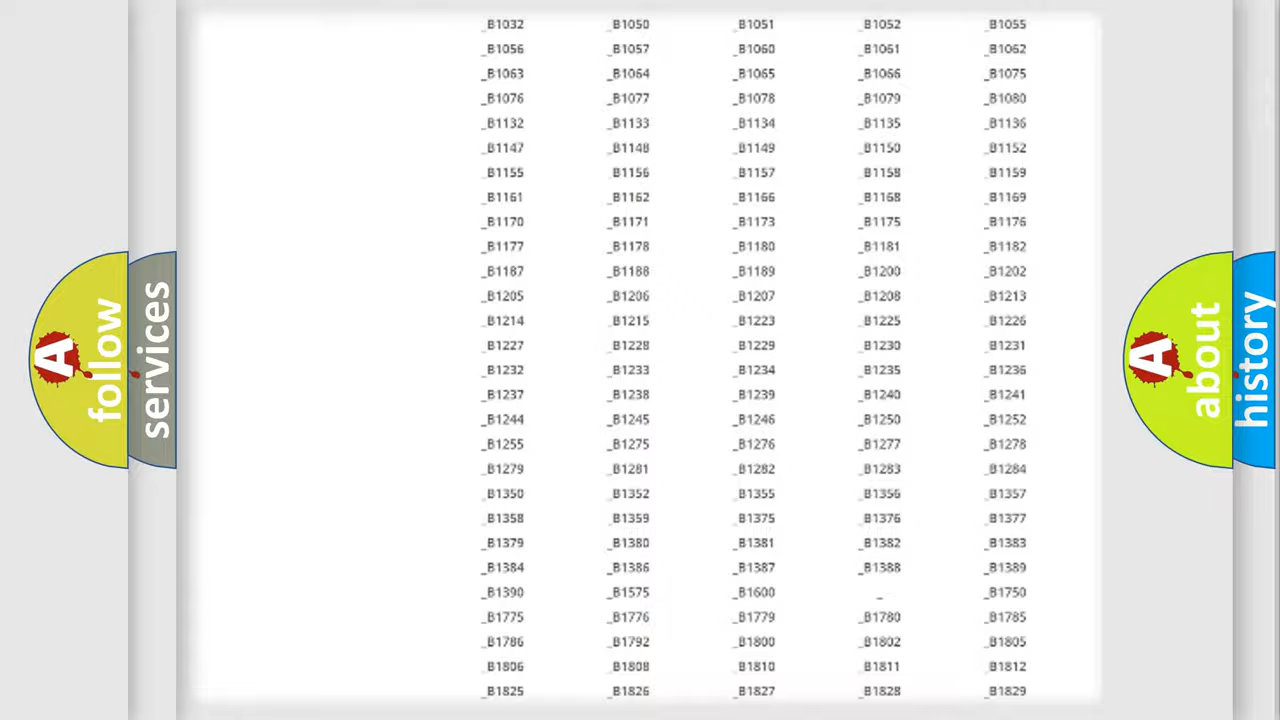 _B1032 _B1050 _B1051 _B1052 _B1055
_B1056 _B1057 _B1060 _B1061 _B1062
_B1063 _B1064 _B1065 _B1066 _B1075
_B1076 _B1077 _B1078 _B1079 _B1080
_B1132 _B1133 _B1134 _B1135 _B1136
_B1147 _B1148 _B1149 _B1150 _B1152
_B1155 _B1156 _B1157 _B1158 _B1159
_B1161 _B1162 _B1166 _B1168 _B1169
_B1170 _B1171 _B1173 _B1175 _B1176
_B1177 _B1178 _B1180 _B1181 _B1182
_B1187 _B1188 _B1189 _B1200 _B1202
_B1205 _B1206 _B1207 _B1208 _B1213
_B1214 _B1215 _B1223 _B1225 _B1226
_B1227 _B1228 _B1229 _B1230 _B1231
_B1232 _B1233 _B1234 _B1235 _B1236
_B1237 _B1238 _B1239 _B1240 _B1241
_B1244 _B1245 _B1246 _B1250 _B1252
_B1255 _B1275 _B1276 _B1277 _B1278
_B1279 _B1281 _B1282 _B1283 _B1284
_B1350 _B1352 _B1355 _B1356 _B1357
_B1358 _B1359 _B1375 _B1376 _B1377
_B1379 _B1380 _B1381 _B1382 _B1383
_B1384 _B1386 _B1387 _B1388 _B1389
_B1390 _B1575 _B1600 _ _B1750
_B1775 _B1776 _B1779 _B1780 _B1785
_B1786 _B1792 _B1800 _B1802 _B1805
_B1806 _B1808 _B1810 _B1811 _B1812
_B1825 _B1826 _B1827 _B1828 _B1829
A
follow
services
A
about
history